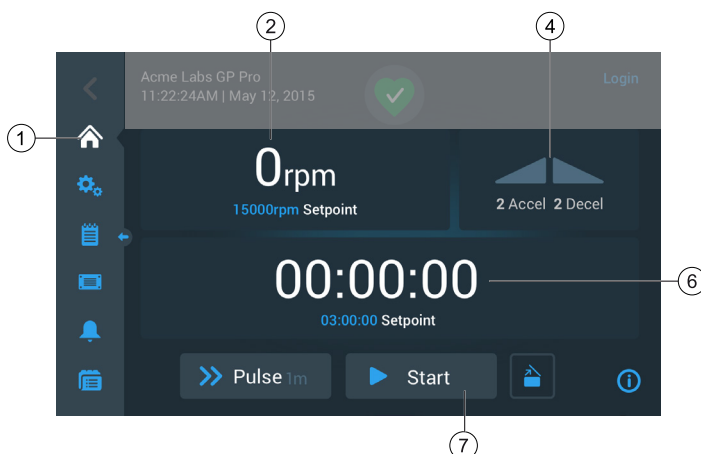 2
4
Acme Labs GP Pro
Login
11:22:24AM | May 12, 2015
1
0rpm
15000rpm Setpoint
2 Accel 2 Decel
00:00:00
6
03:00:00 Setpoint
Pulse 1m
Start
7